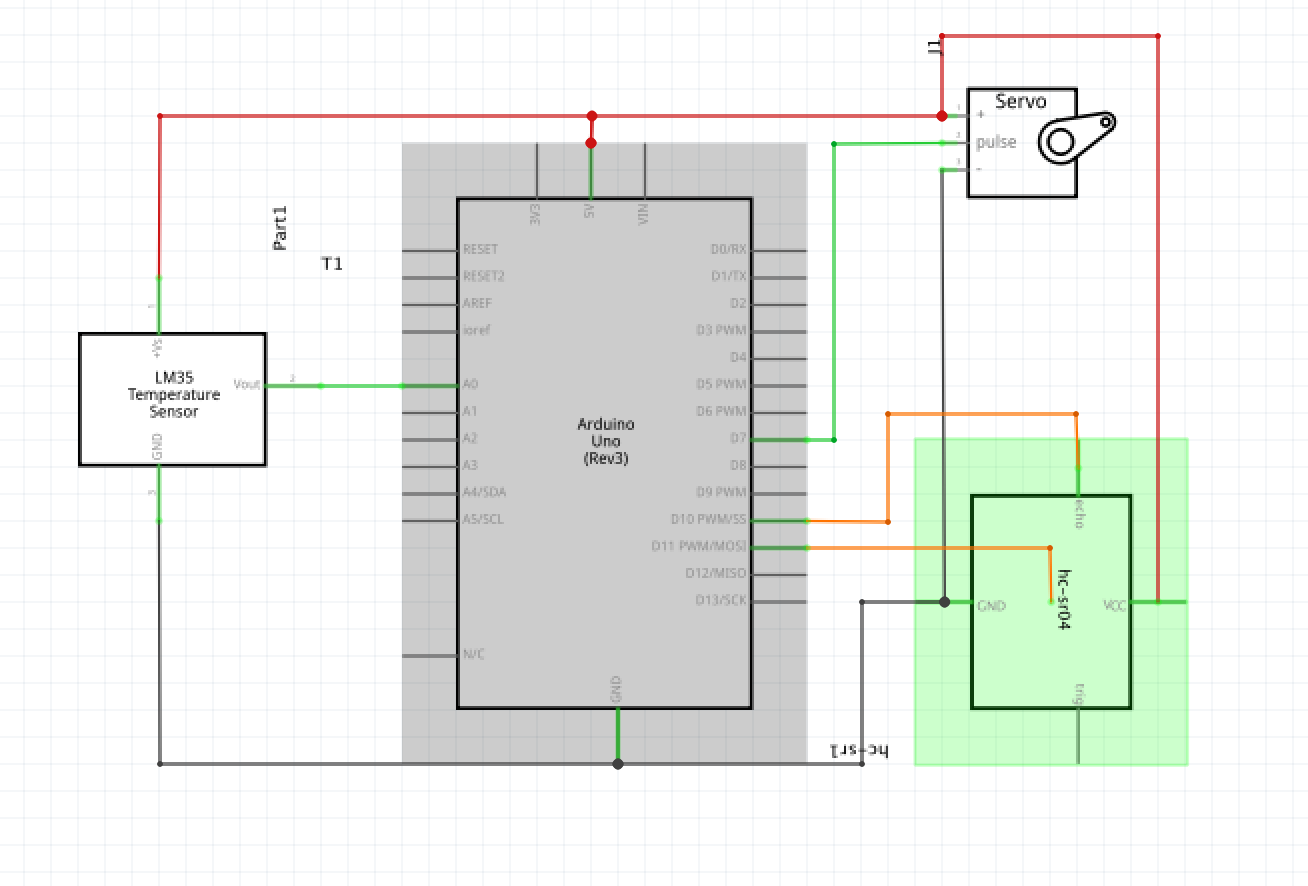 J1
Servo
1
+
2
pulse
3
-
3V3
5V
VIN
Part1
T1
RESET
RESET2
AREF
ioref
A0
A1
A2
A3
A4/SDA
A5/SCL
N/C
D0/RX
D1/TX
D2
D3 PWM
D4
D5 PWM
D6 PWM
D7
D8
D9 PWM
D10 PWM/SS
D11 PWM/MOSI
D12/MISO
D13/SCK
Arduino
Uno
(Rev3)
GND
1
+Vs
LM35
Temperature
Sensor
Vout
2
GND
3
echo
hc-sr04
GND
VCC
trig
hc-sr1